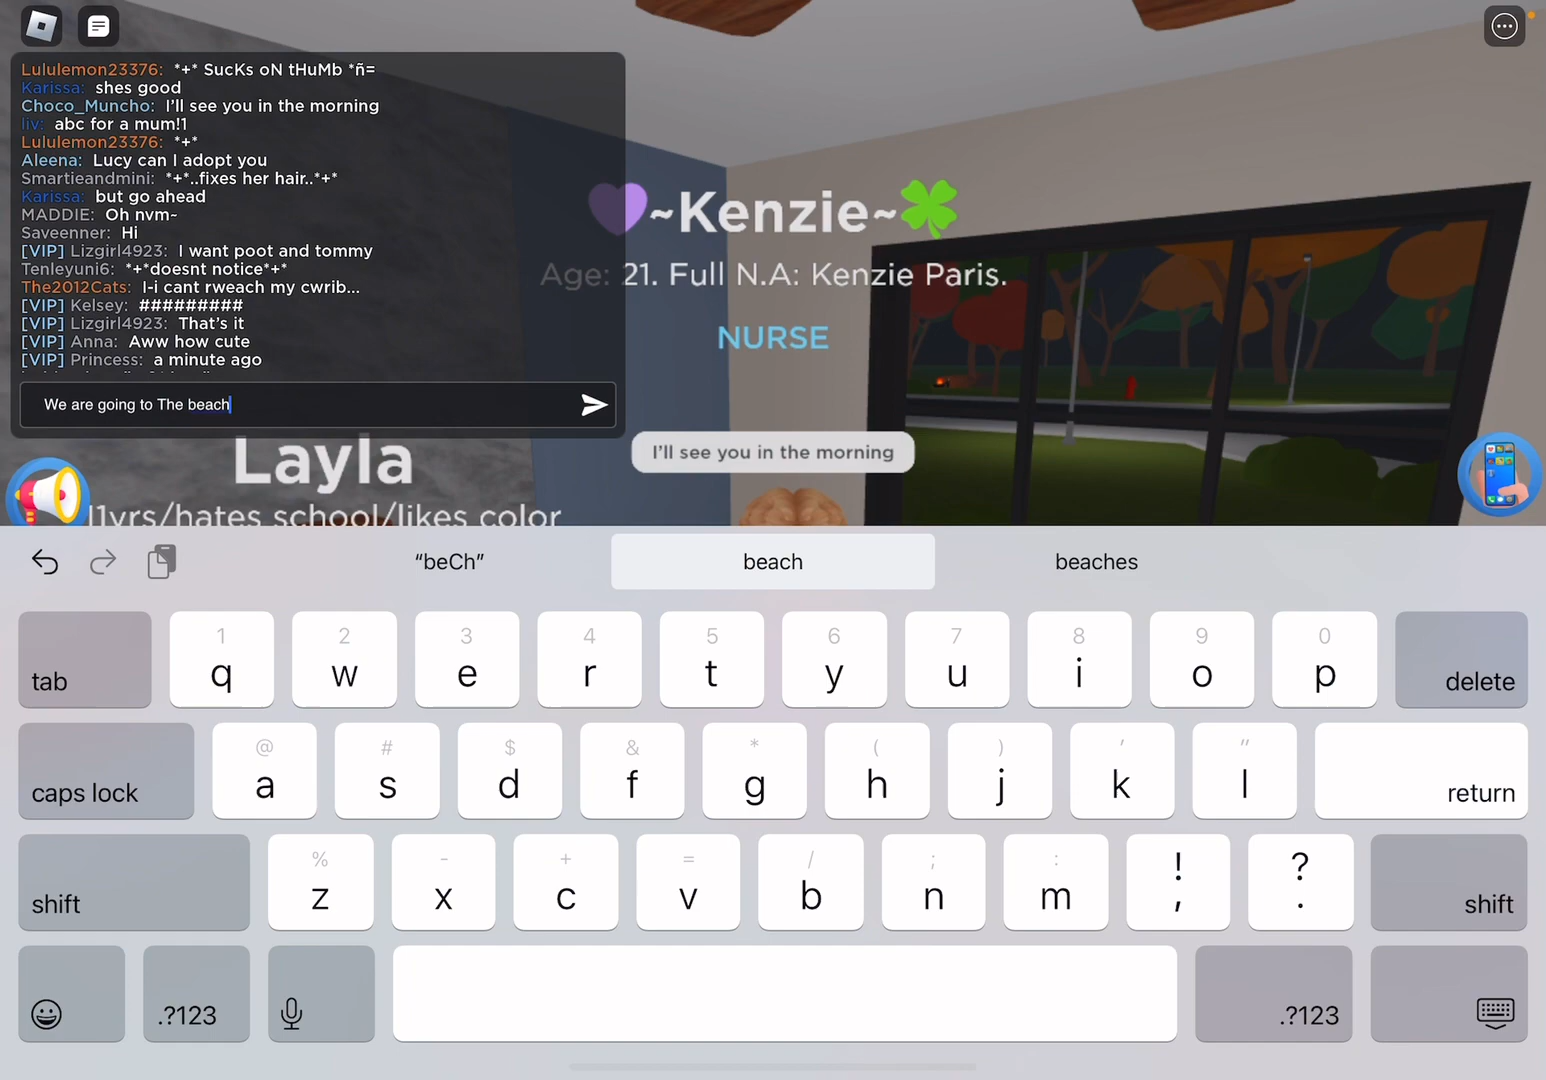 Lululemon23376: *+* SucKs oN tHuMb *ñ=
Karissa: shes good
Choco_Muncho: I'll see you in the morning
liv: abc for a mum!1
Lululemon23376: *+*
Aleena: Lucy can I adopt you
Smartieandmini: *+*..fixes her hair..*+*
Karissa: but go ahead
MADDIE: Oh nvm~
Saveenner: Hi
[VIP] Lizgirl4923: I want poot and tommy
Tenleyuni6: *+*doesnt notice*+*
The2012Cats: I-i cant rweach my cwrib...
[VIP] Kelsey: #########
[VIP] Lizgirl4923: That's it
[VIP] Anna: Aww how cute
[VIP] Princess: a minute ago
We are going to The beach
~Kenzie~
Age: 21. Full N.A: Kenzie Paris.
NURSE
I'll see you in the morning
Layla
11yrs/hates school/likes color
“beCh” beach beaches
1 2 3 4 5 6 7 8 9 0
tab q w e r t y u i o p delete
@ # $ & * ( ) ' "
caps lock a s d f g h j k l return
% - + = / ; : ! ?
shift z x c v b n m , . shift
.?123 .?123